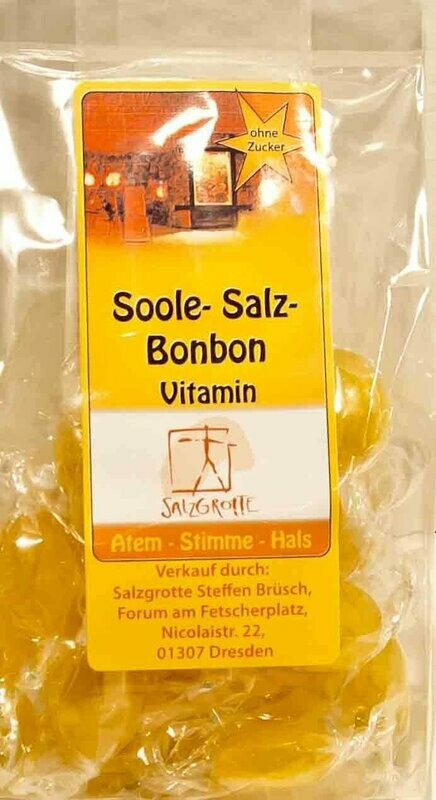 ohne
Zucker
Soole- Salz-
Bonbon
Vitamin
SALZGROTTE
Atem - Stimme - Hals
Verkauf durch:
Salzgrotte Steffen Brüsch,
Forum am Fetscherplatz,
Nicolaistr. 22,
01307 Dresden